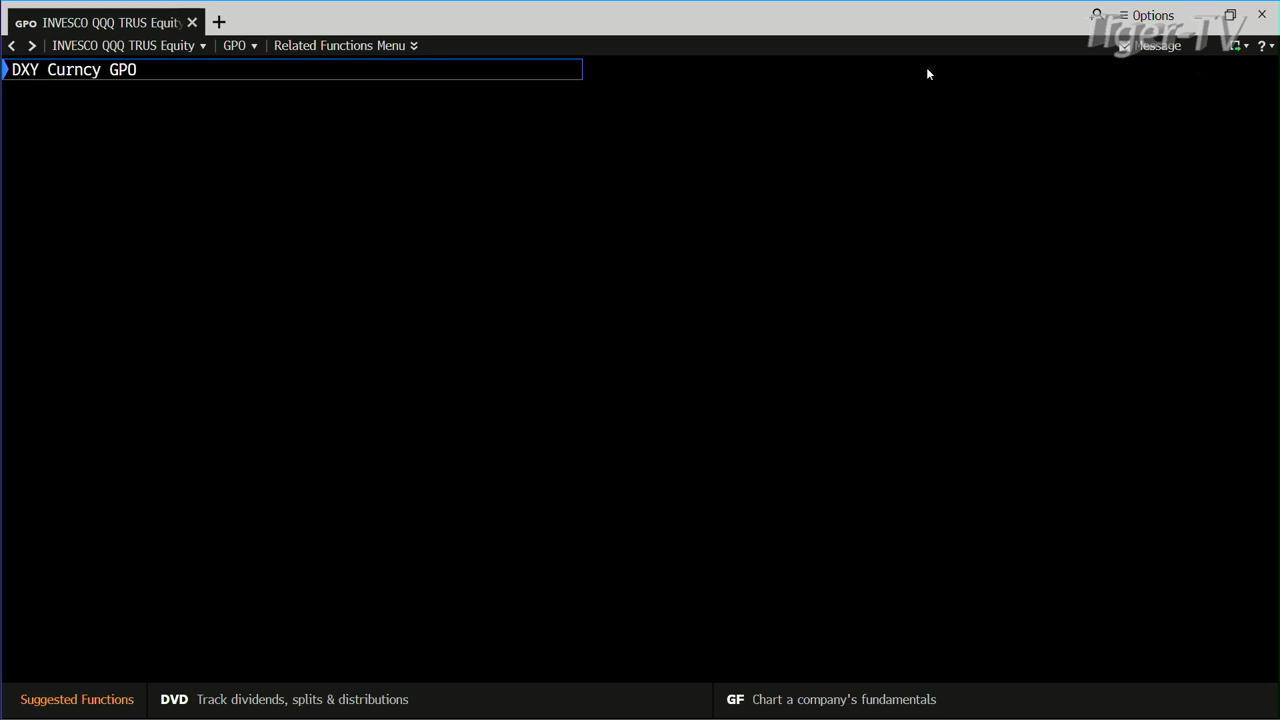 GPO INVESCO QQQ TRUS Equity
Options
INVESCO QQQ TRUS Equity GPO Related Functions Menu Message ?
DXY Curncy GPO
Tiger-TV
Suggested Functions DVD Track dividends, splits & distributions GF Chart a company's fundamentals